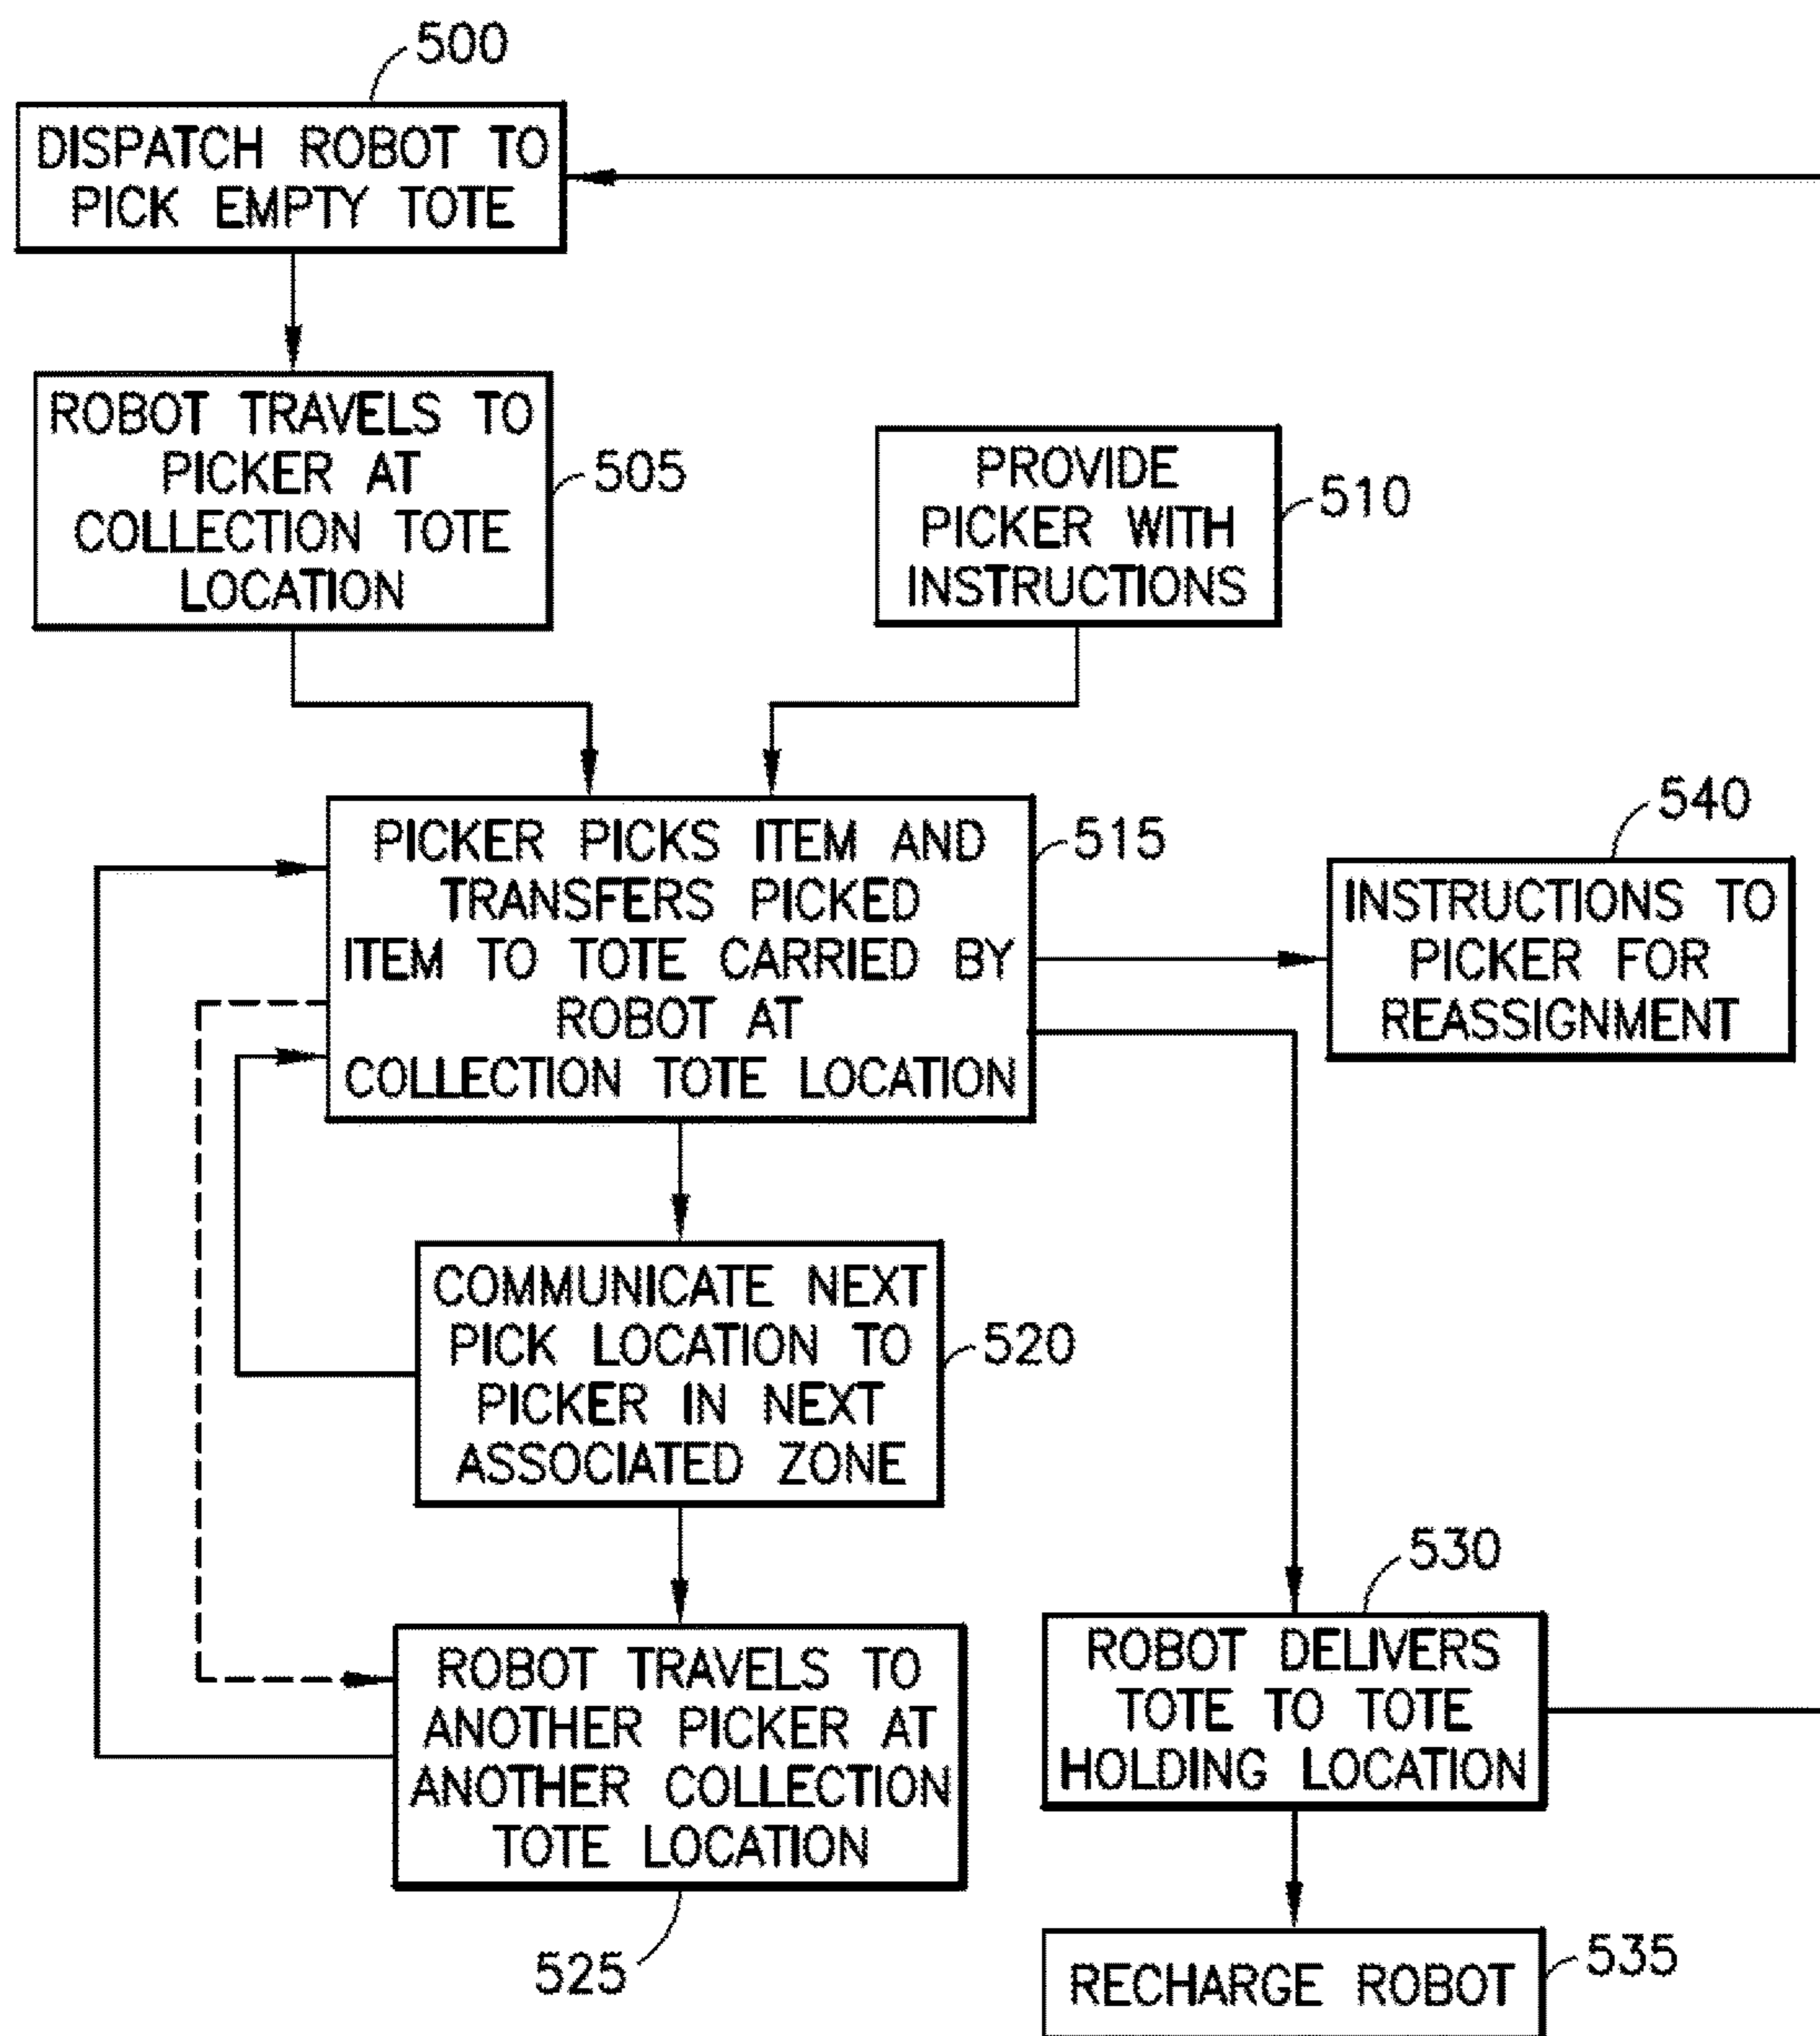 500
DISPATCH ROBOT TO
PICK EMPTY TOTE
ROBOT TRAVELS TO
PICKER AT
COLLECTION TOTE
LOCATION
505
PROVIDE
PICKER WITH
INSTRUCTIONS
510
PICKER PICKS ITEM AND
TRANSFERS PICKED
ITEM TO TOTE CARRIED BY
ROBOT AT
COLLECTION TOTE LOCATION
515
540
INSTRUCTIONS TO
PICKER FOR
REASSIGNMENT
COMMUNICATE NEXT
PICK LOCATION TO
PICKER IN NEXT
ASSOCIATED ZONE
520
ROBOT TRAVELS TO
ANOTHER PICKER AT
ANOTHER COLLECTION
TOTE LOCATION
525
530
ROBOT DELIVERS
TOTE TO TOTE
HOLDING LOCATION
RECHARGE ROBOT
535